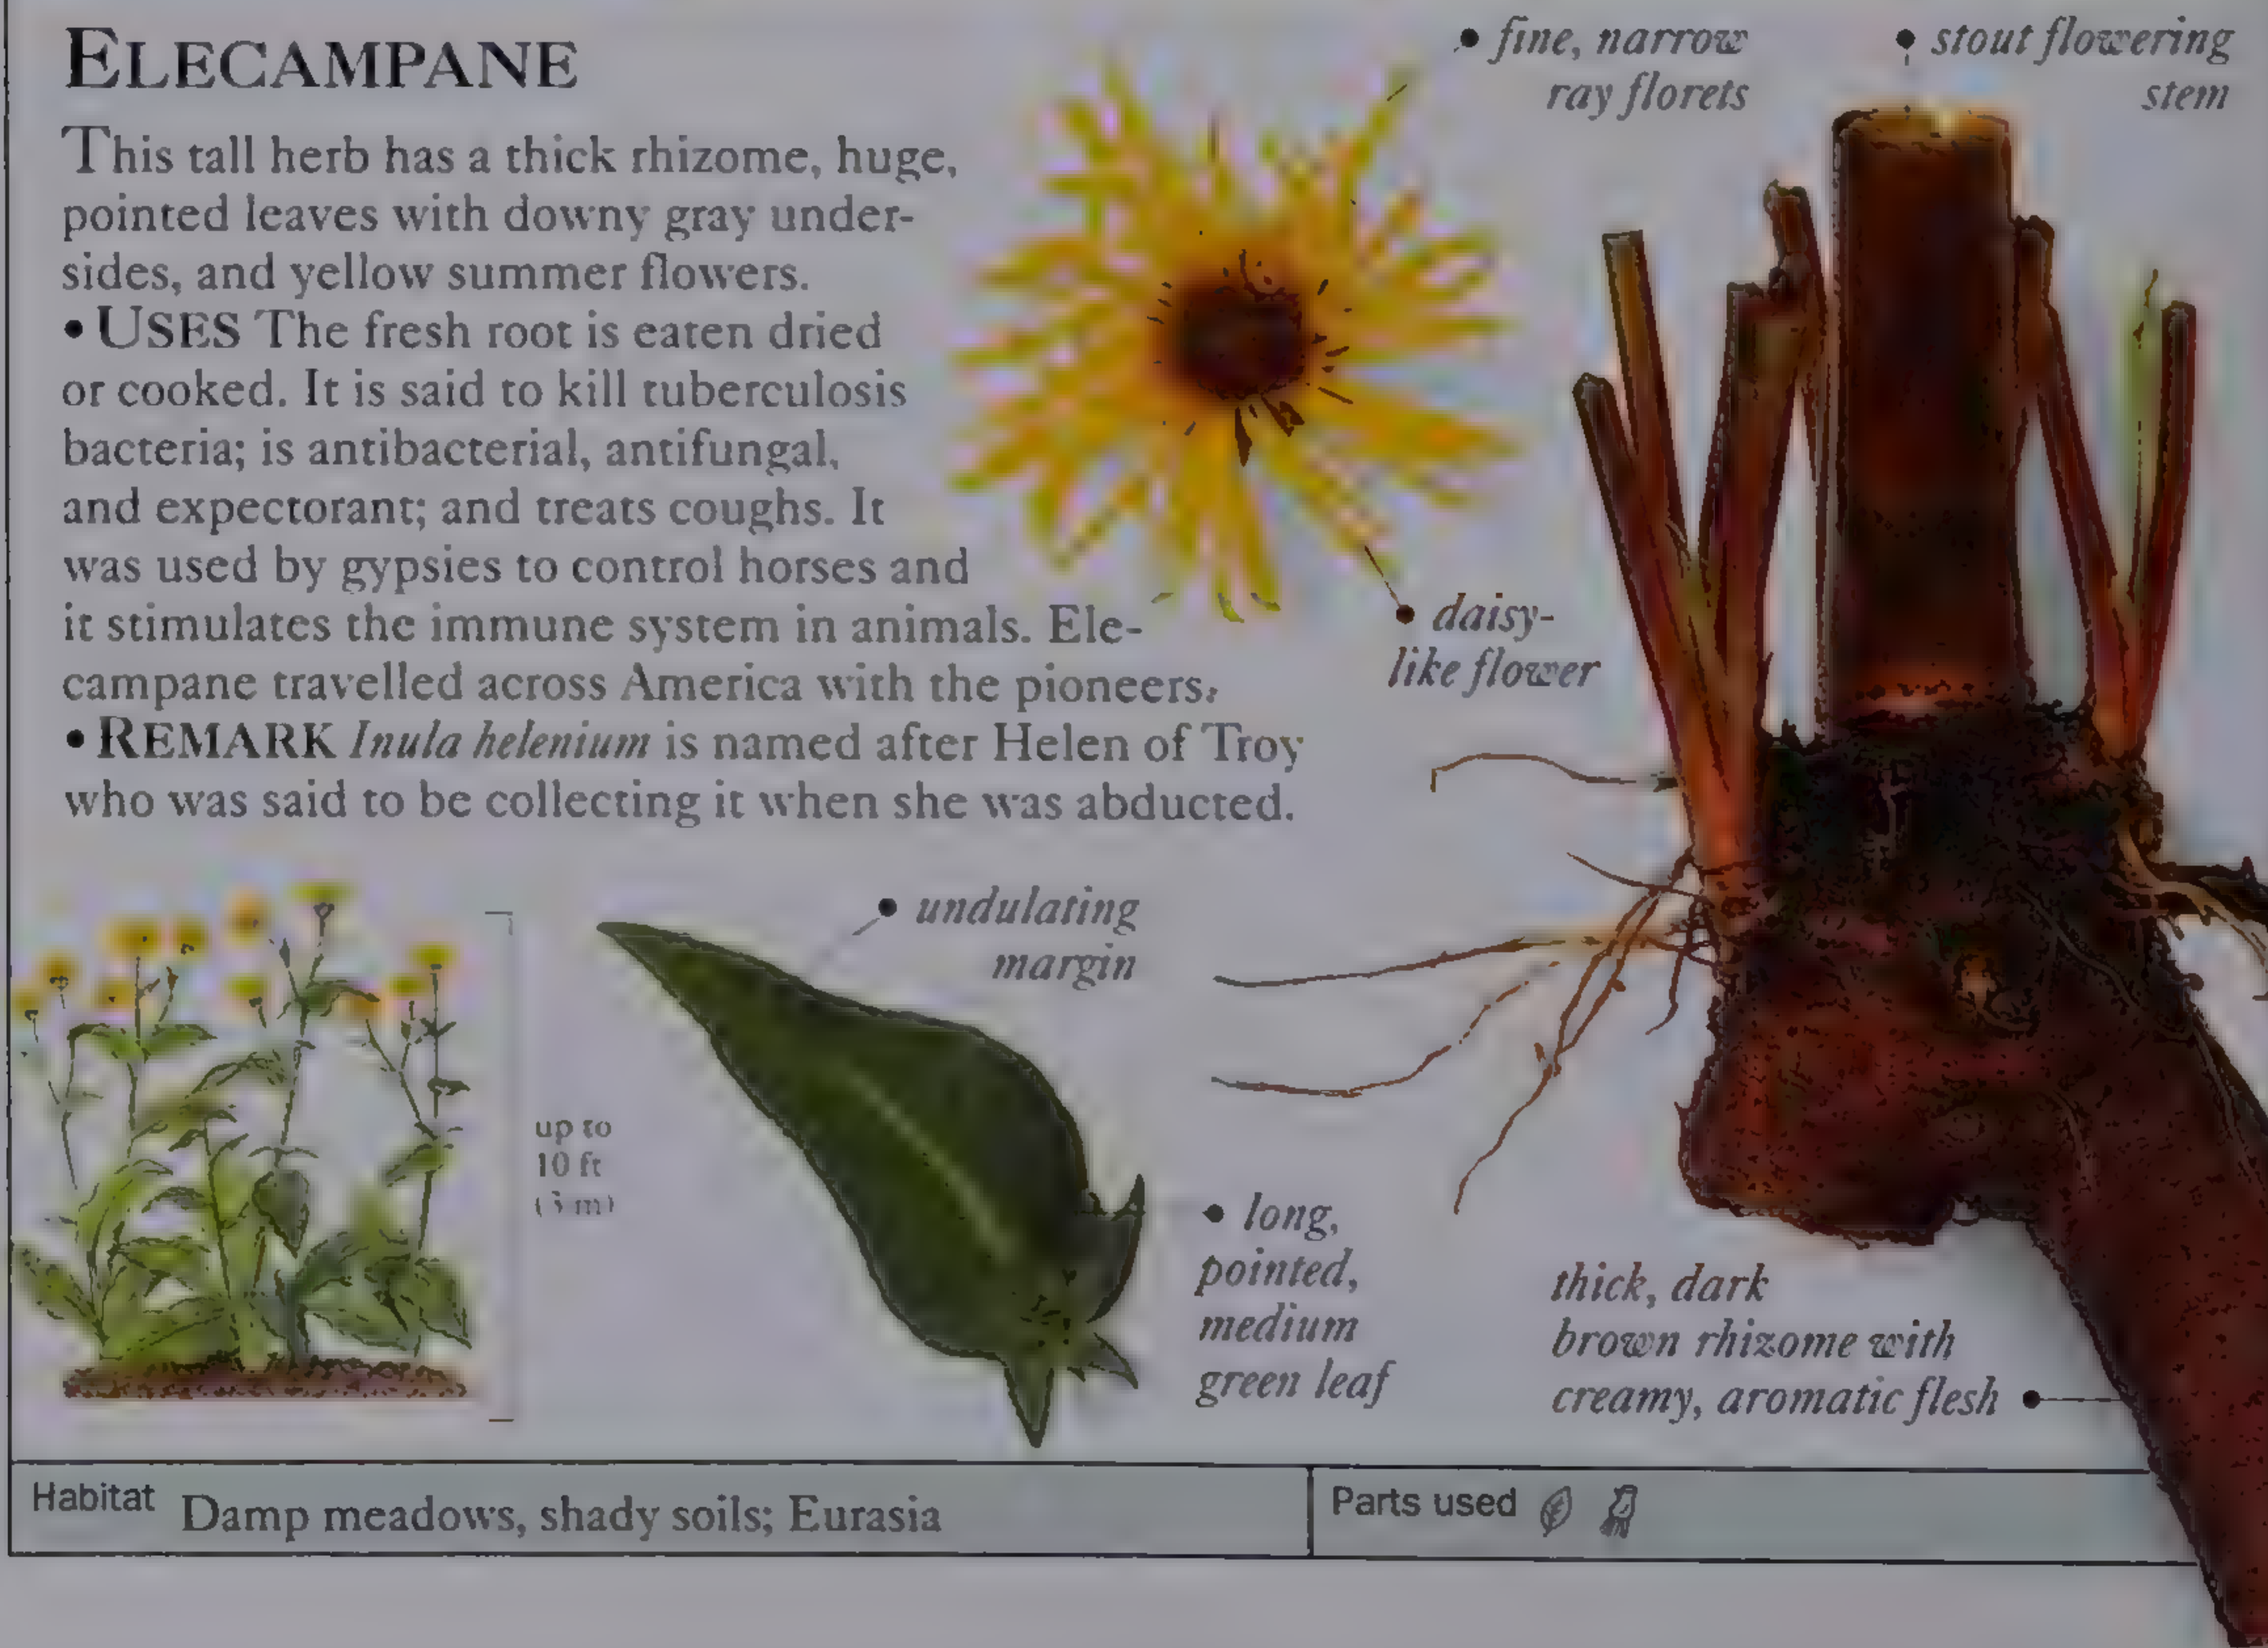 ELECAMPANE
This tall herb has a thick rhizome, huge,
pointed leaves with downy gray under-
sides, and yellow summer flowers.
• USES The fresh root is eaten dried
or cooked. It is said to kill tuberculosis
bacteria; is antibacterial, antifungal,
and expectorant; and treats coughs. It
was used by gypsies to control horses and
it stimulates the immune system in animals. Ele-
campane travelled across America with the pioneers.
• REMARK Inula helenium is named after Helen of Troy
who was said to be collecting it when she was abducted.
• fine, narrow
ray florets
• stout flowering
stem
• daisy-
like flower
• undulating
margin
up to
10 ft
(3 m)
• long,
pointed,
medium
green leaf
thick, dark
brown rhizome with
creamy, aromatic flesh •
Habitat Damp meadows, shady soils; Eurasia
Parts used